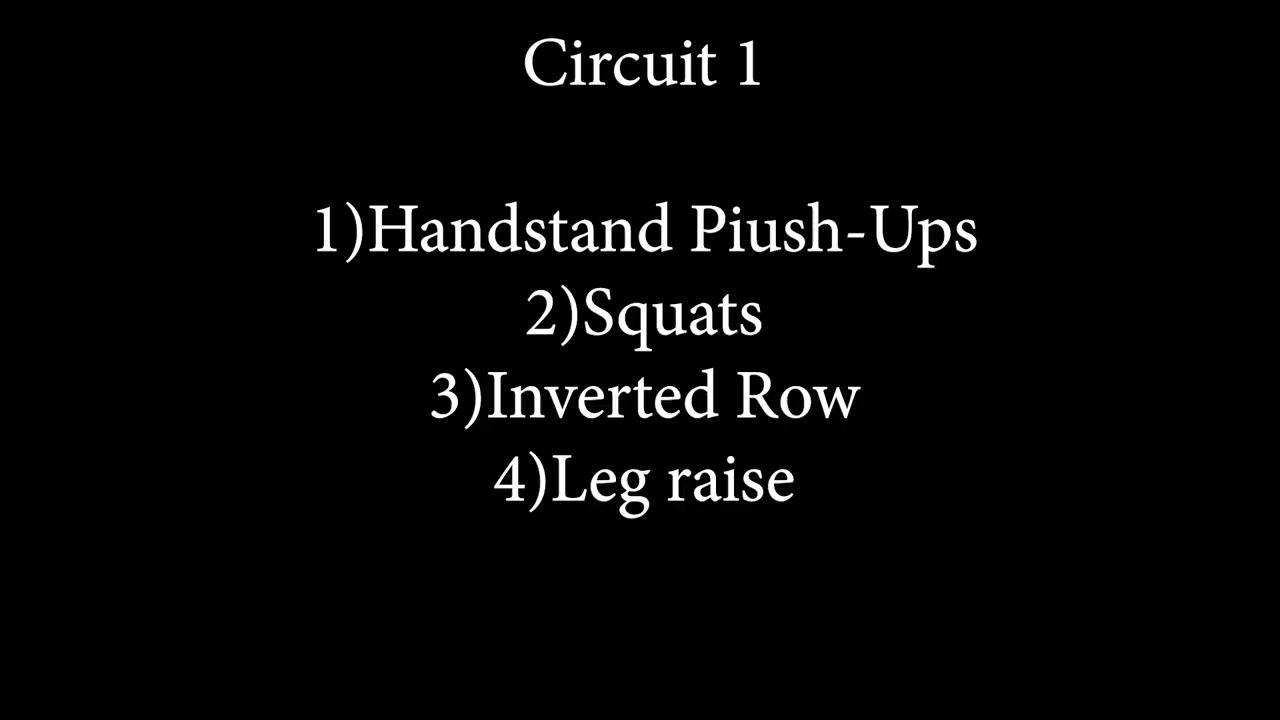 Circuit 1
1)Handstand Piush-Ups
2)Squats
3)Inverted Row
4)Leg raise